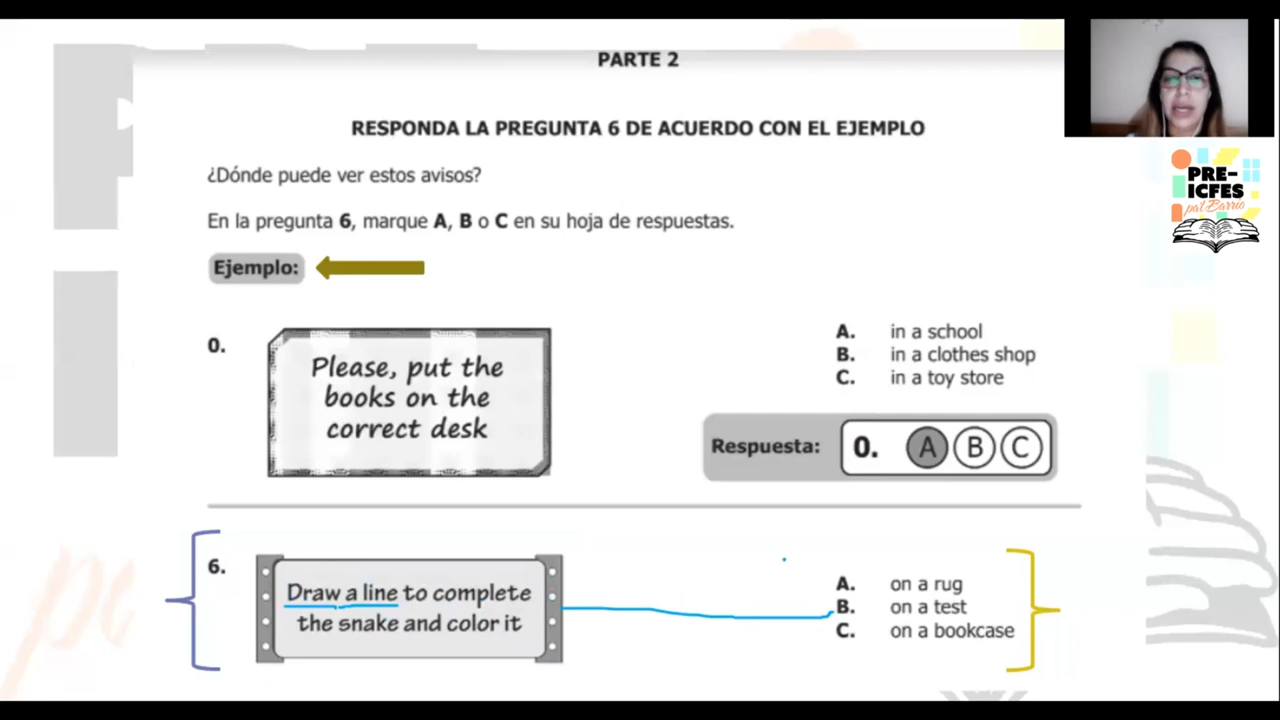 PARTE 2
RESPONDA LA PREGUNTA 6 DE ACUERDO CON EL EJEMPLO
¿Dónde puede ver estos avisos?
En la pregunta 6, marque A, B o C en su hoja de respuestas.
Ejemplo:
0.
Please, put the
books on the
correct desk
A. in a school
B. in a clothes shop
C. in a toy store
Respuesta: 0. A B C
6.
Draw a line to complete
the snake and color it
A. on a rug
B. on a test
C. on a bookcase
PRE-
ICFES
pa'l Barrio